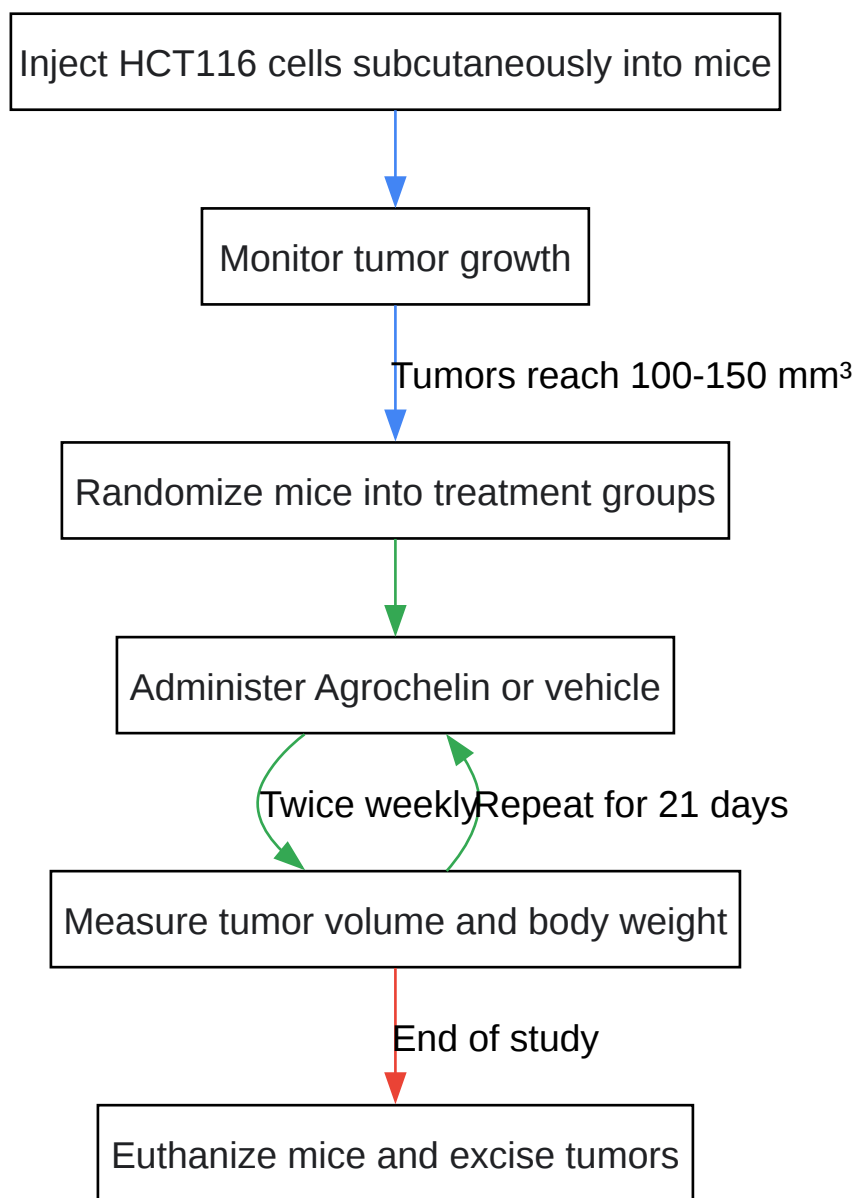 Inject HCT116 cells subcutaneously into mice
Monitor tumor growth
Tumors reach 100-150 mm³
Randomize mice into treatment groups
Administer Agrochelin or vehicle
Twice weekly
Repeat for 21 days
Measure tumor volume and body weight
End of study
Euthanize mice and excise tumors